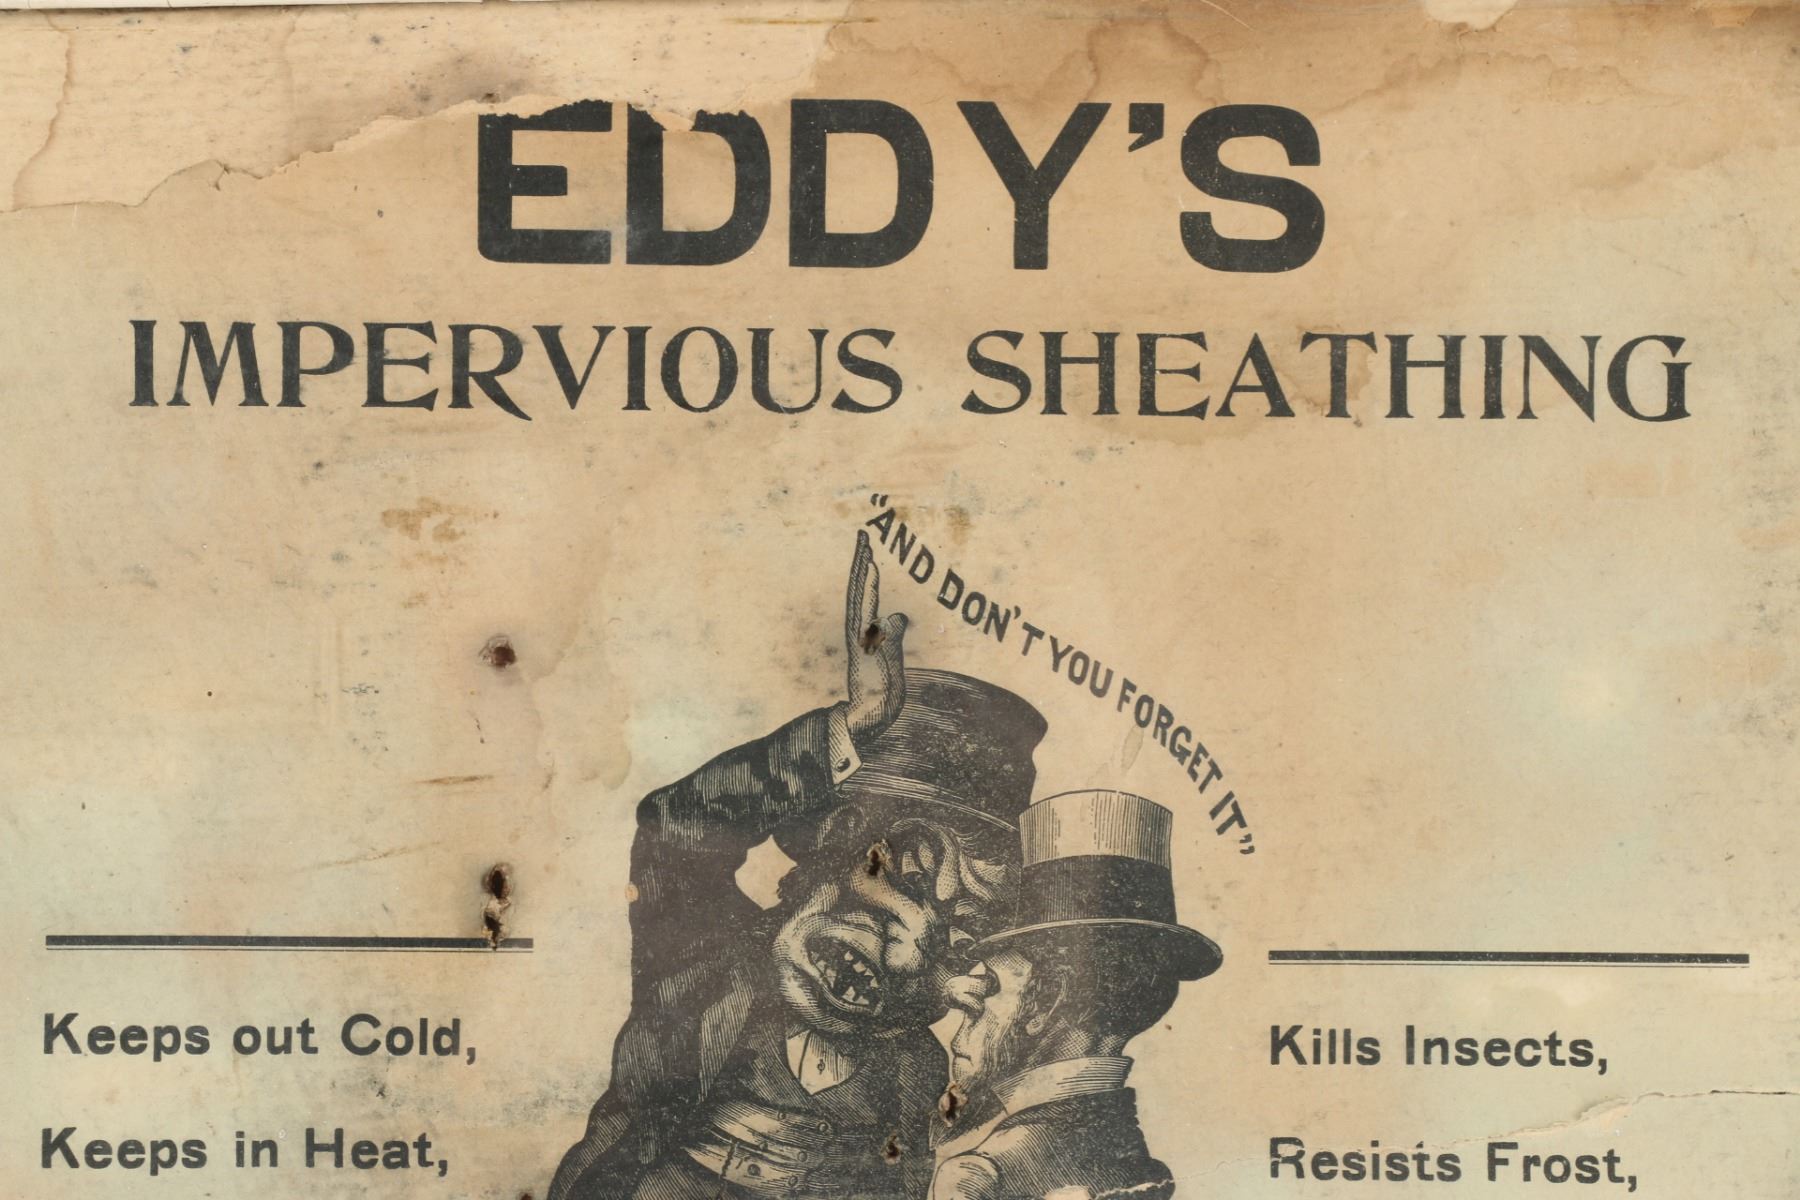 EDDY'S
IMPERVIOUS SHEATHING
"AND DON'T YOU FORGET IT"
Keeps out Cold,
Keeps in Heat,
Kills Insects,
Resists Frost,